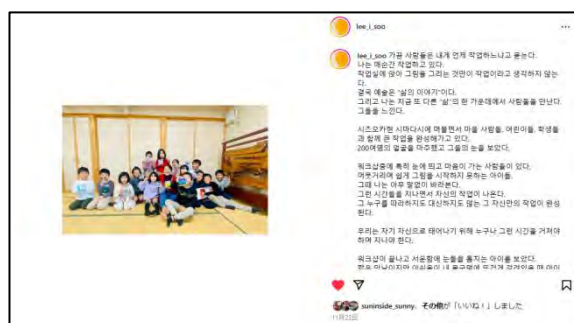 lee_i_soo
lee_i_soo 가끔 사람들은 내게 언제 작업하느냐고 묻는다.
나는 매순간 작업하고 있다.
작업실에 앉아 그림을 그리는 것만이 작업이라고 생각하지 않는
다.
결국 예술은 "삶의 이야기"이다.
그리고 나는 지금 또 다른 "삶"의 한 가운데에서 사람들을 만난다.
그들을 느낀다.
시즈오카현 시마다시에 머물면서 마을 사람들, 어린이들, 학생들
과 함께 큰 작업을 완성해가고 있다.
200여명의 얼굴을 마주했고 그들의 눈을 보았다.
워크샵중에 특히 눈에 띄고 마음이 가는 사람들이 있다.
머뭇거리며 쉽게 그림을 시작하지 못하는 아이들.
그때 나는 아무 말없이 바라본다.
그런 시간들을 지나면서 자신의 작업이 나온다.
그 누구를 따라하지도 대신하지도 않는 그 자신만의 작업이 완성
된다.
우리는 자기 자신으로 태어나기 위해 누구나 그런 시간을 거쳐야
하며 지나야 한다.
워크샵이 끝나고 서운함에 눈물을 훔치는 아이를 보았다.
suninside_sunny、その他が「いいね！」しました
11月23日